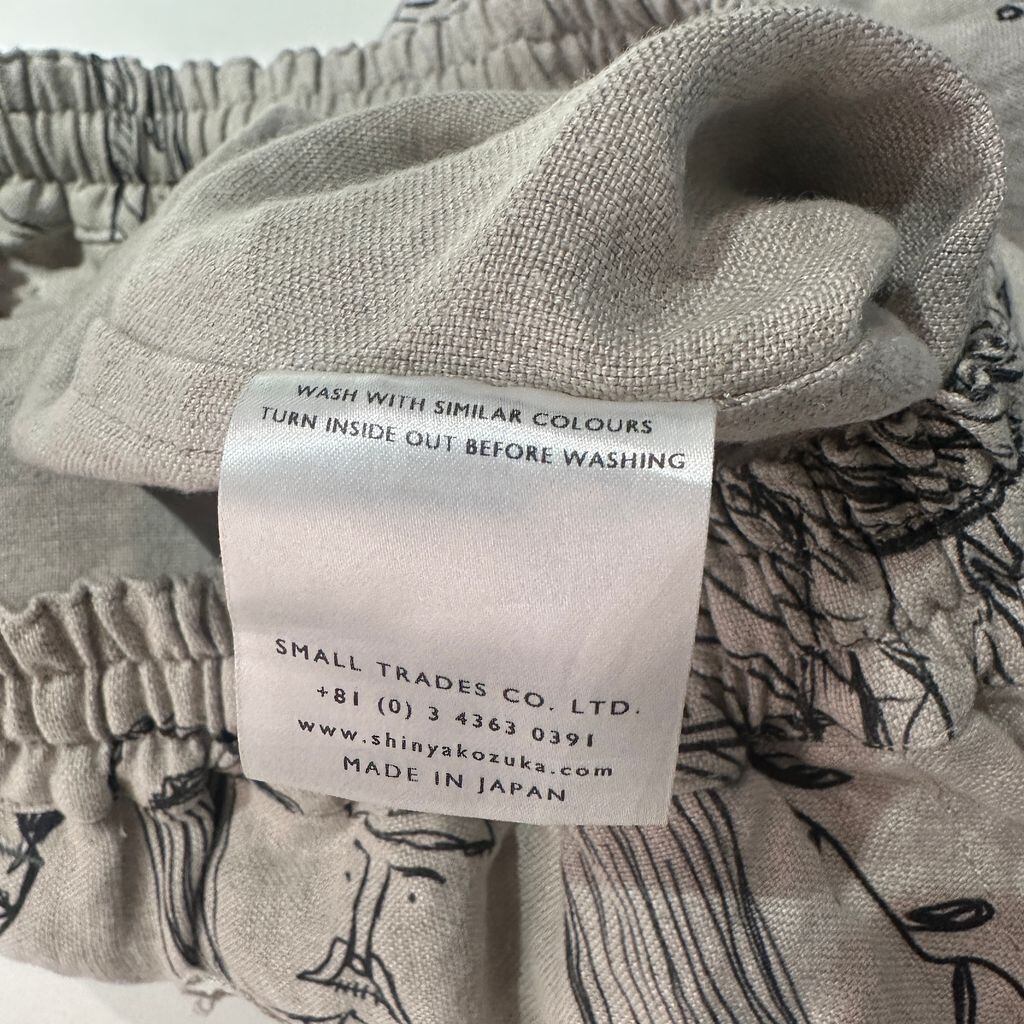 WASH WITH SIMILAR COLOURS
TURN INSIDE OUT BEFORE WASHING
SMALL TRADES CO. LTD.
+81 (0) 3 4363 0391
www.shinyakozuka.com
MADE IN JAPAN